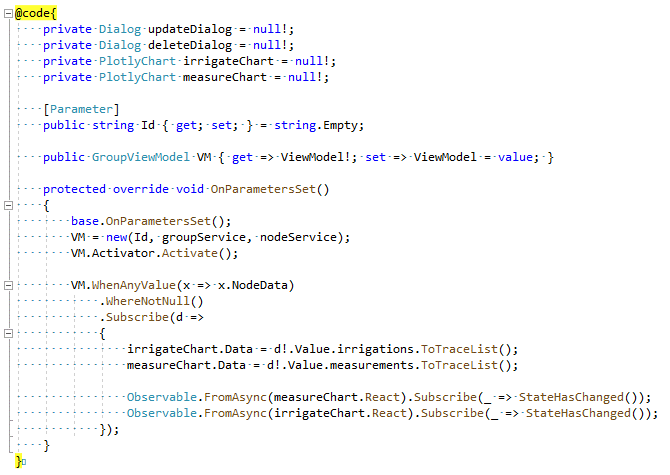 @code{
    private Dialog updateDialog = null!;
    private Dialog deleteDialog = null!;
    private PlotlyChart irrigateChart = null!;
    private PlotlyChart measureChart = null!;

    [Parameter]
    public string Id { get; set; } = string.Empty;

    public GroupViewModel VM { get => ViewModel!; set => ViewModel = value; }

    protected override void OnParametersSet()
    {
        base.OnParametersSet();
        VM = new(Id, groupService, nodeService);
        VM.Activator.Activate();

        VM.WhenAnyValue(x => x.NodeData)
            .WhereNotNull()
            .Subscribe(d =>
            {
                irrigateChart.Data = d!.Value.irrigations.ToTraceList();
                measureChart.Data = d!.Value.measurements.ToTraceList();

                Observable.FromAsync(measureChart.React).Subscribe(_ => StateHasChanged());
                Observable.FromAsync(irrigateChart.React).Subscribe(_ => StateHasChanged());
            });
    }
}